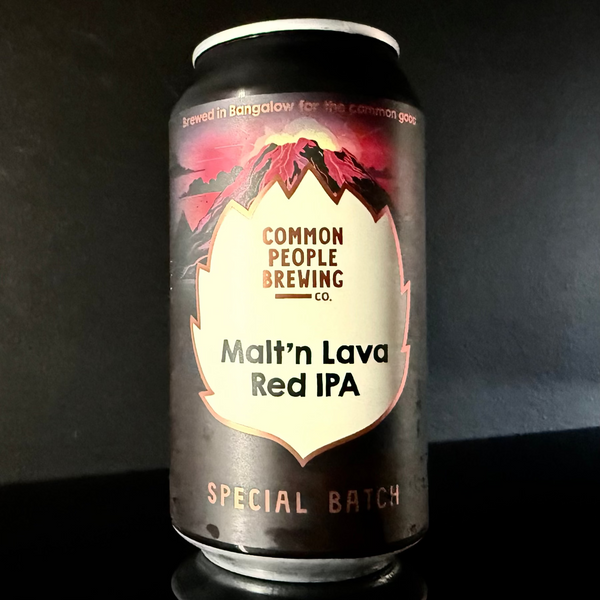 Brewed in Bangalow for the common good
COMMON
PEOPLE
BREWING
CO.
Malt'n Lava
Red IPA
SPECIAL BATCH